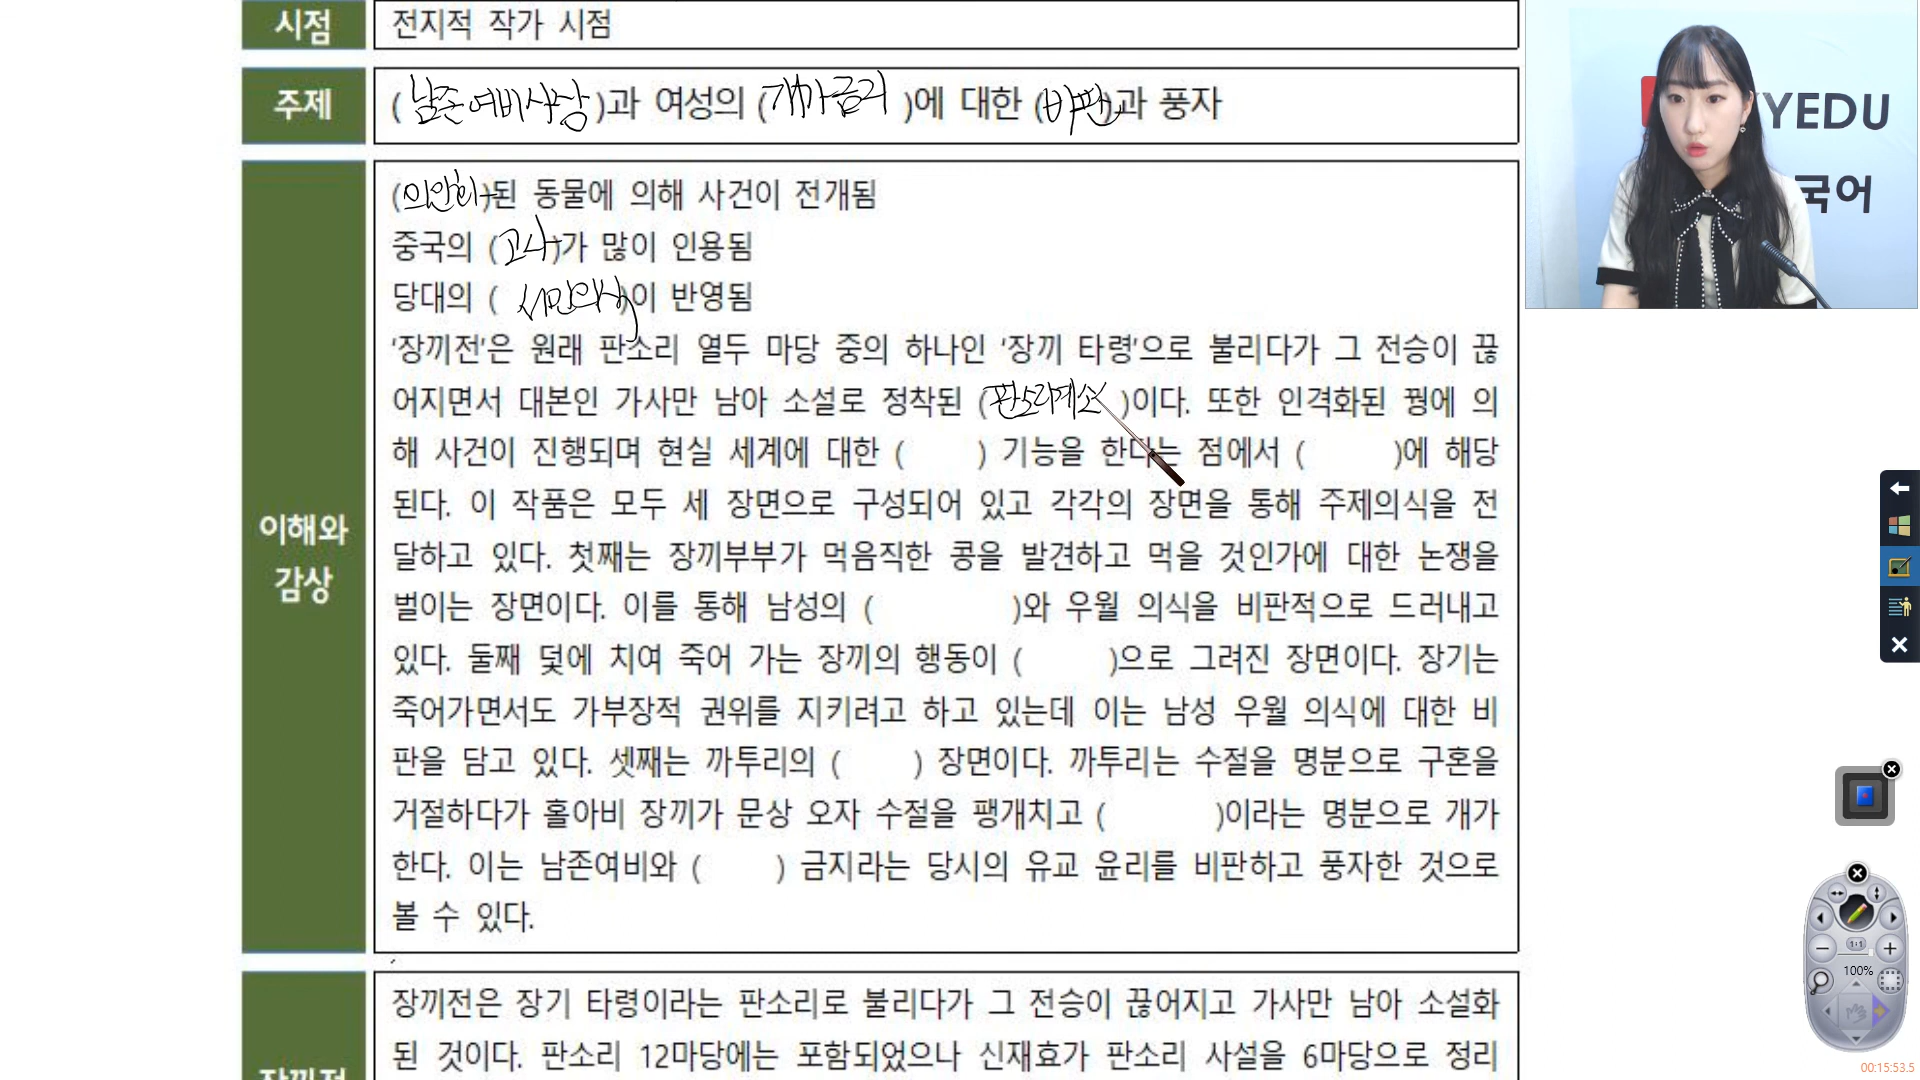 시점
전지적 작가 시점
주제
(남존여비사상)과 여성의 (개가금지)에 대한 (비판)과 풍자
이해와
감상
(의인화)된 동물에 의해 사건이 전개됨
중국의 (고사)가 많이 인용됨
당대의 ( 서민의식)이 반영됨
'장끼전'은 원래 판소리 열두 마당 중의 하나인 '장끼 타령'으로 불리다가 그 전승이 끊
어지면서 대본인 가사만 남아 소설로 정착된 (판소리계소 )이다. 또한 인격화된 꿩에 의
해 사건이 진행되며 현실 세계에 대한 ( ) 기능을 한다는 점에서 ( )에 해당
된다. 이 작품은 모두 세 장면으로 구성되어 있고 각각의 장면을 통해 주제의식을 전
달하고 있다. 첫째는 장끼부부가 먹음직한 콩을 발견하고 먹을 것인가에 대한 논쟁을
벌이는 장면이다. 이를 통해 남성의 ( )와 우월 의식을 비판적으로 드러내고
있다. 둘째 덫에 치여 죽어 가는 장끼의 행동이 ( )으로 그려진 장면이다. 장기는
죽어가면서도 가부장적 권위를 지키려고 하고 있는데 이는 남성 우월 의식에 대한 비
판을 담고 있다. 셋째는 까투리의 ( ) 장면이다. 까투리는 수절을 명분으로 구혼을
거절하다가 홀아비 장끼가 문상 오자 수절을 팽개치고 ( )이라는 명분으로 개가
한다. 이는 남존여비와 ( ) 금지라는 당시의 유교 윤리를 비판하고 풍자한 것으로
볼 수 있다.
장끼전은 장기 타령이라는 판소리로 불리다가 그 전승이 끊어지고 가사만 남아 소설화
된 것이다. 판소리 12마당에는 포함되었으나 신재효가 판소리 사설을 6마당으로 정리
YEDU
국어
1:1
100%
00:15:53.5